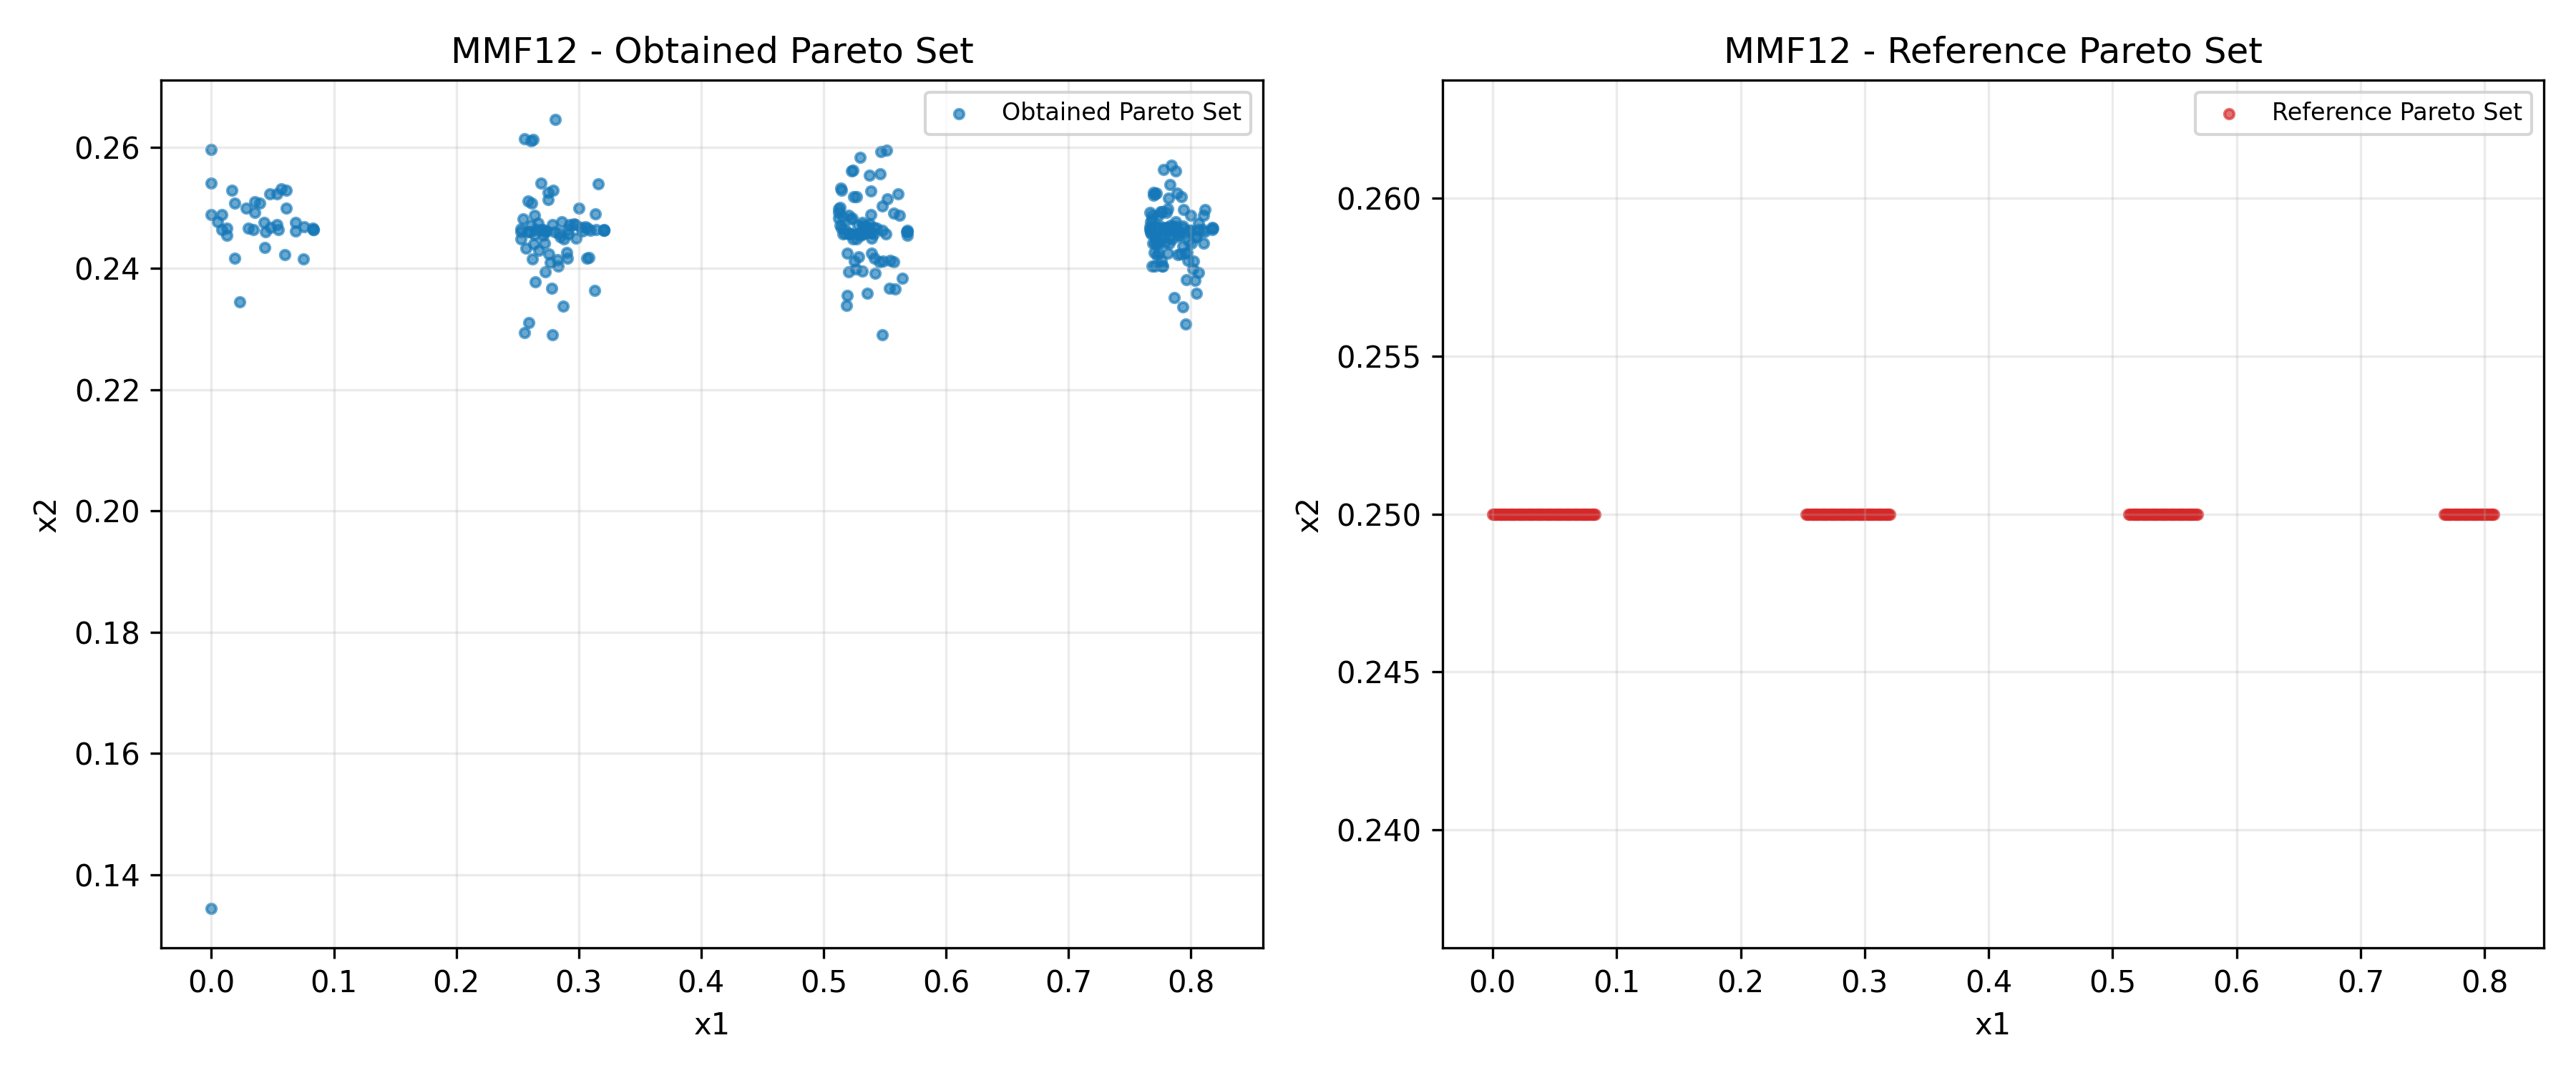 MMF12 - Obtained Pareto Set
Obtained Pareto Set
0.26
0.24
0.22
0.20
0.18
0.16
0.14
x2
0.0 0.1 0.2 0.3 0.4 0.5 0.6 0.7 0.8
x1
MMF12 - Reference Pareto Set
Reference Pareto Set
0.260
0.255
0.250
0.245
0.240
x2
0.0 0.1 0.2 0.3 0.4 0.5 0.6 0.7 0.8
x1